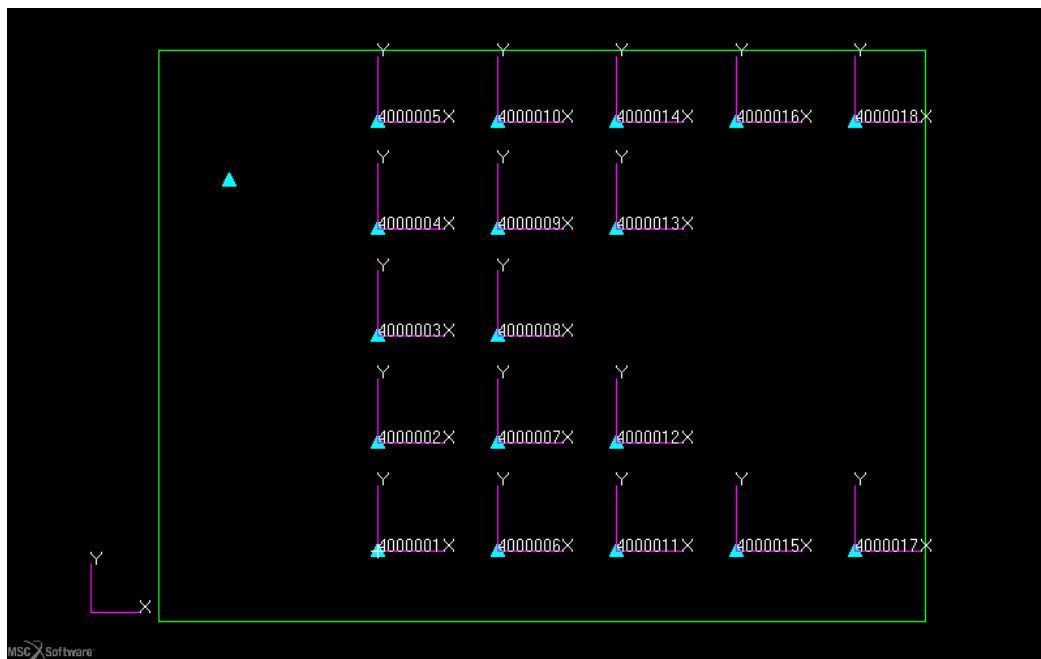 Y Y Y Y Y
4000005X 4000010X 4000014X 4000016X 4000018X
Y Y Y
4000004X 4000009X 4000013X
Y Y
4000003X 4000008X
Y Y Y
4000002X 4000007X 4000012X
Y Y Y Y Y
4000001X 4000006X 4000011X 4000015X 4000017X
Y
X
MSC Software